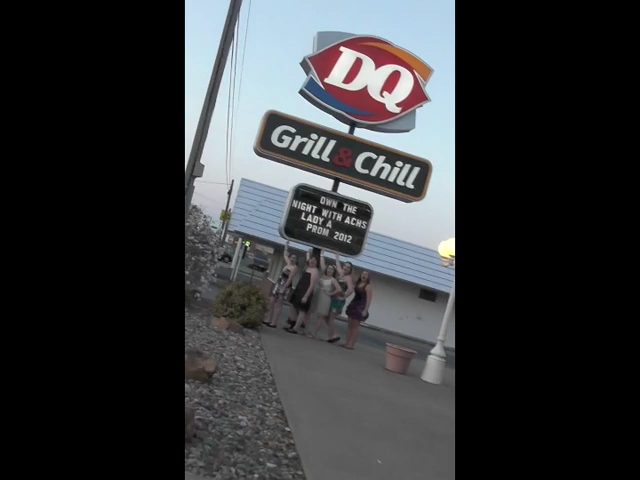 DQ
Grill & Chill
OWN THE
NIGHT WITH ACHS
LADY A
PROM 2012